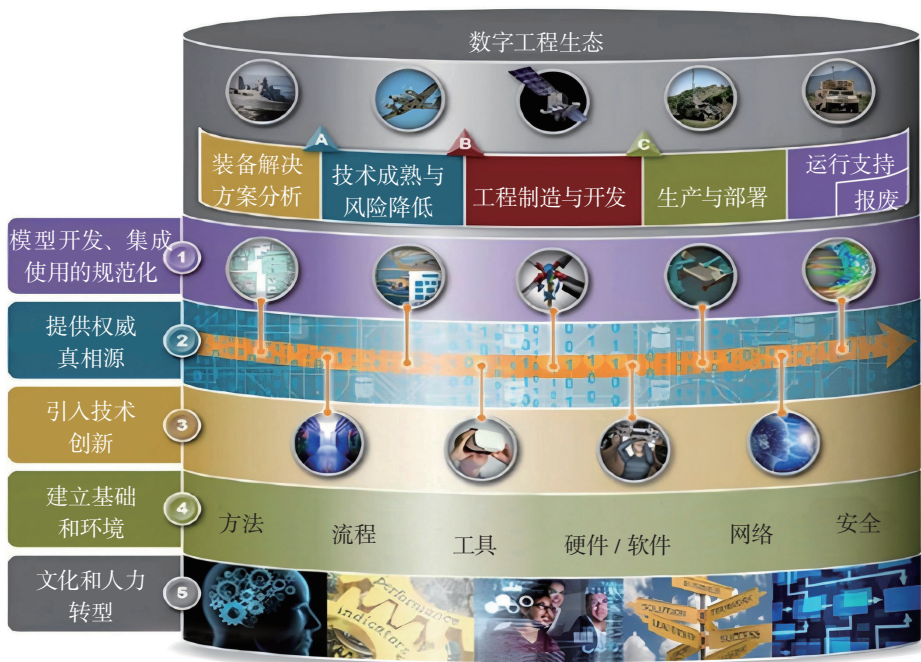 数字工程生态
A
B
C
装备解决
方案分析
技术成熟与
风险降低
工程制造与开发
生产与部署
运行支持
报废
模型开发、集成
使用的规范化
1
提供权威
真相源
2
引入技术
创新
3
建立基础
和环境
4
方法
流程
工具
硬件 / 软件
网络
安全
文化和人力
转型
5
Performance
indicators
SOLUTION
TEAMWORK
SUCCESS